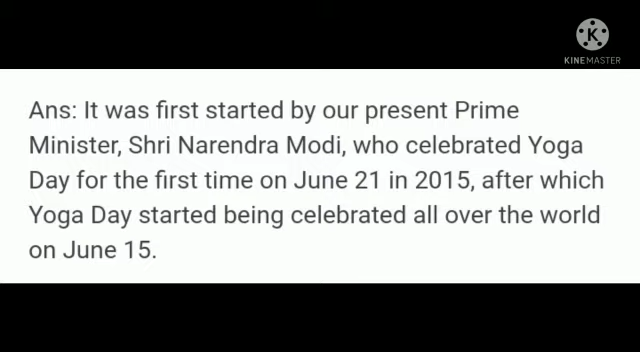 K
KINEMASTER
Ans: It was first started by our present Prime
Minister, Shri Narendra Modi, who celebrated Yoga
Day for the first time on June 21 in 2015, after which
Yoga Day started being celebrated all over the world
on June 15.